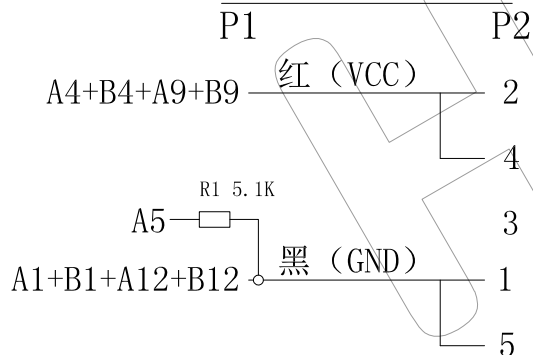 P1 P2
A4+B4+A9+B9 红（VCC） 2
4
R1 5.1K
A5 3
A1+B1+A12+B12 黑（GND） 1
5